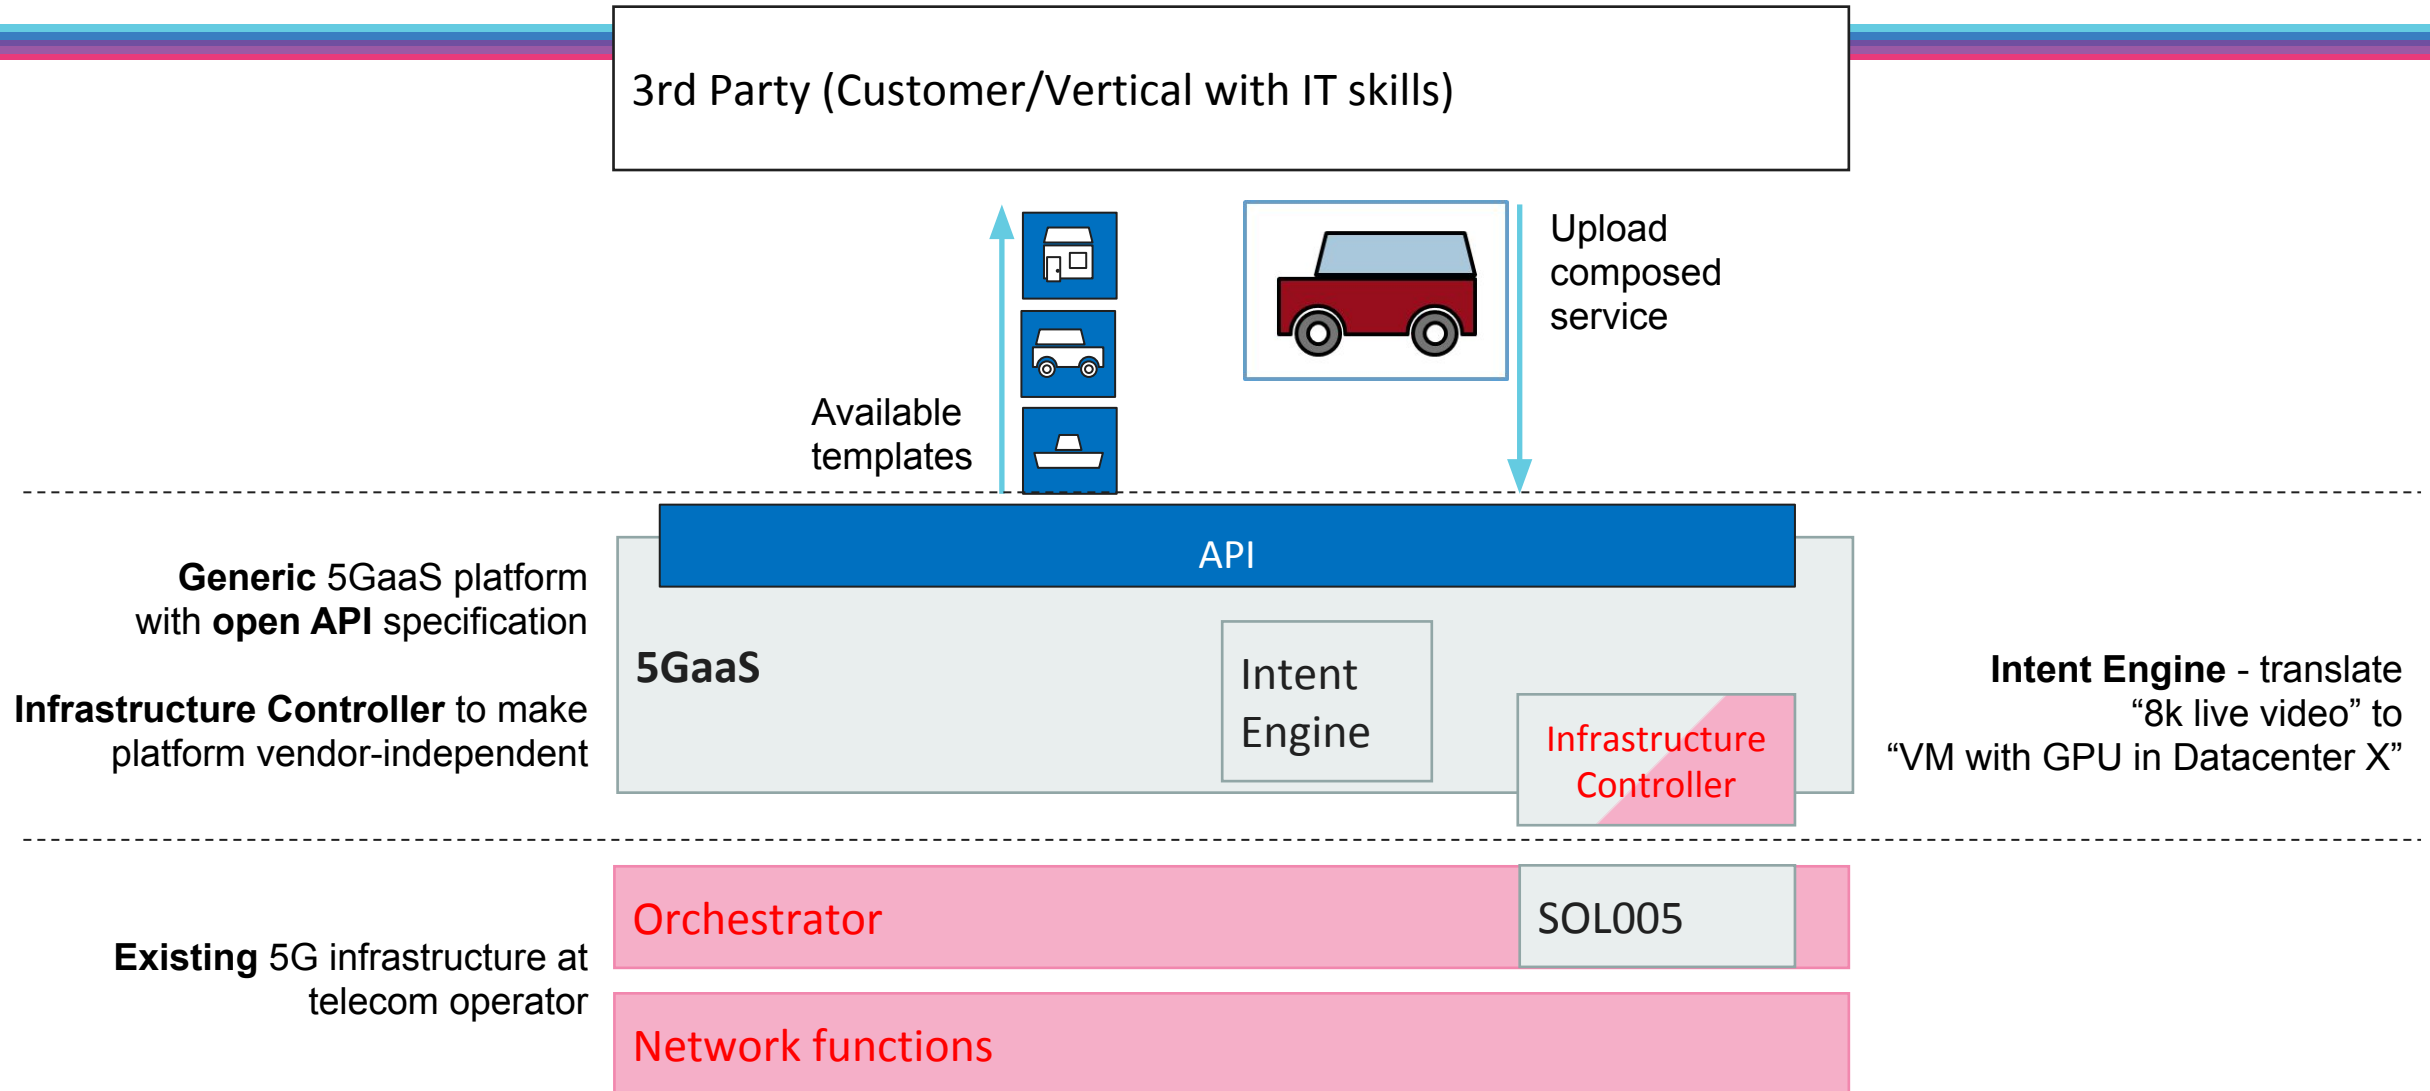 3rd Party (Customer/Vertical with IT skills)
Upload
composed
service
Available
templates
API
Generic 5GaaS platform
with open API specification
Infrastructure Controller to make
platform vendor-independent
5GaaS
Intent
Engine
Infrastructure
Controller
Intent Engine - translate
“8k live video” to
“VM with GPU in Datacenter X”
Existing 5G infrastructure at
telecom operator
Orchestrator
SOL005
Network functions